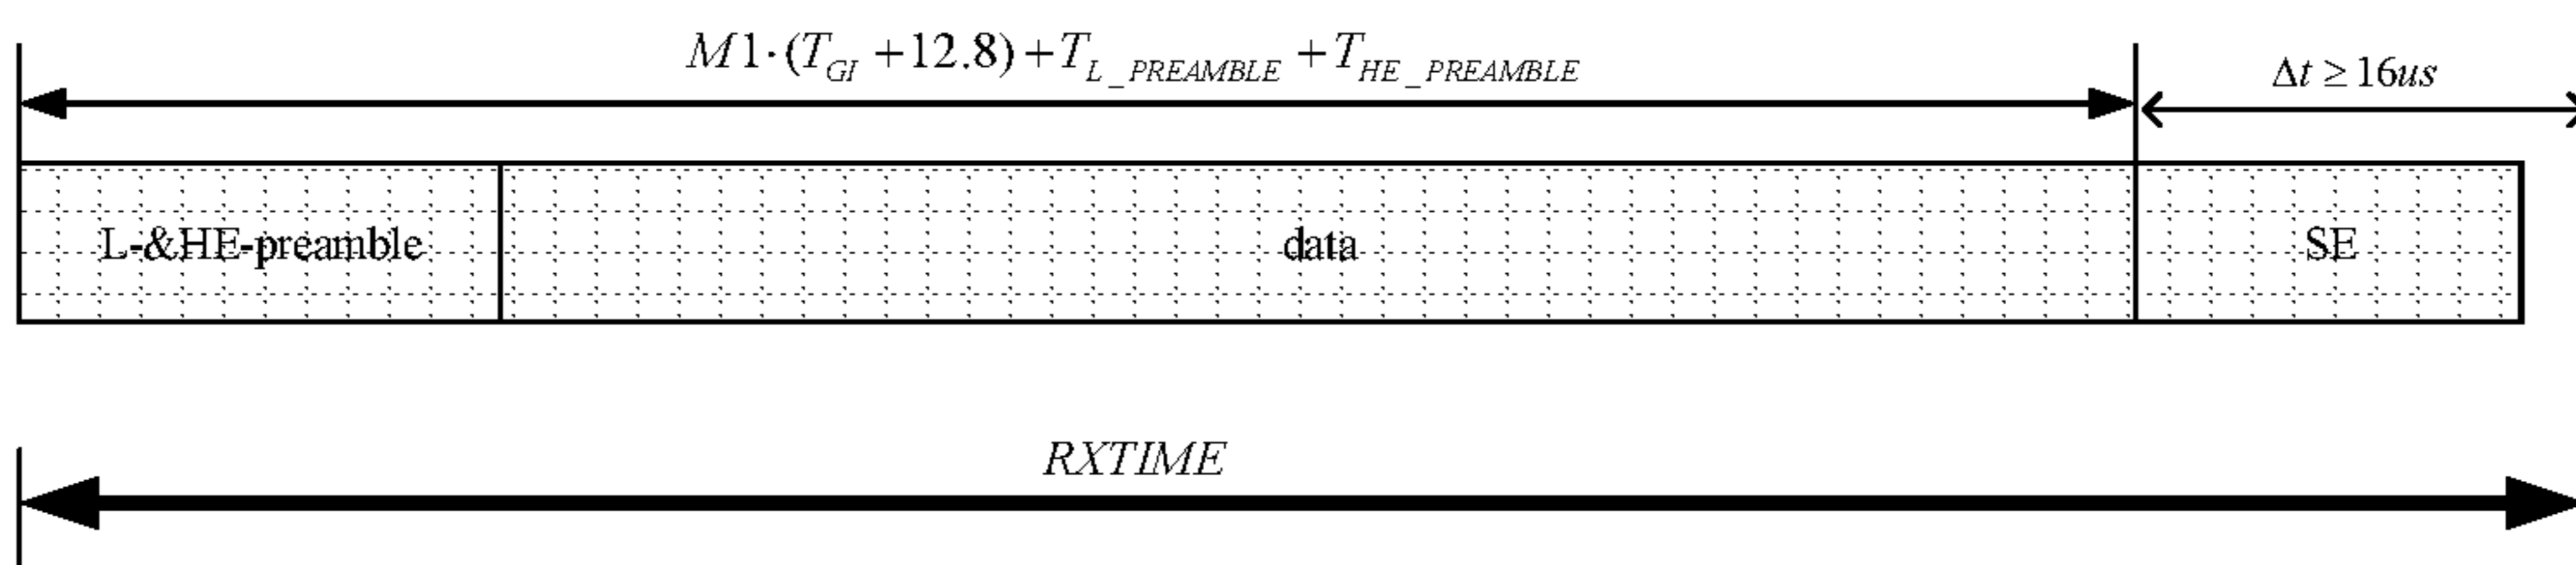 M1·(T_GI +12.8)+T_L_PREAMBLE +T_HE_PREAMBLE
Δt ≥ 16us
L-&HE-preamble
data
SE
RXTIME